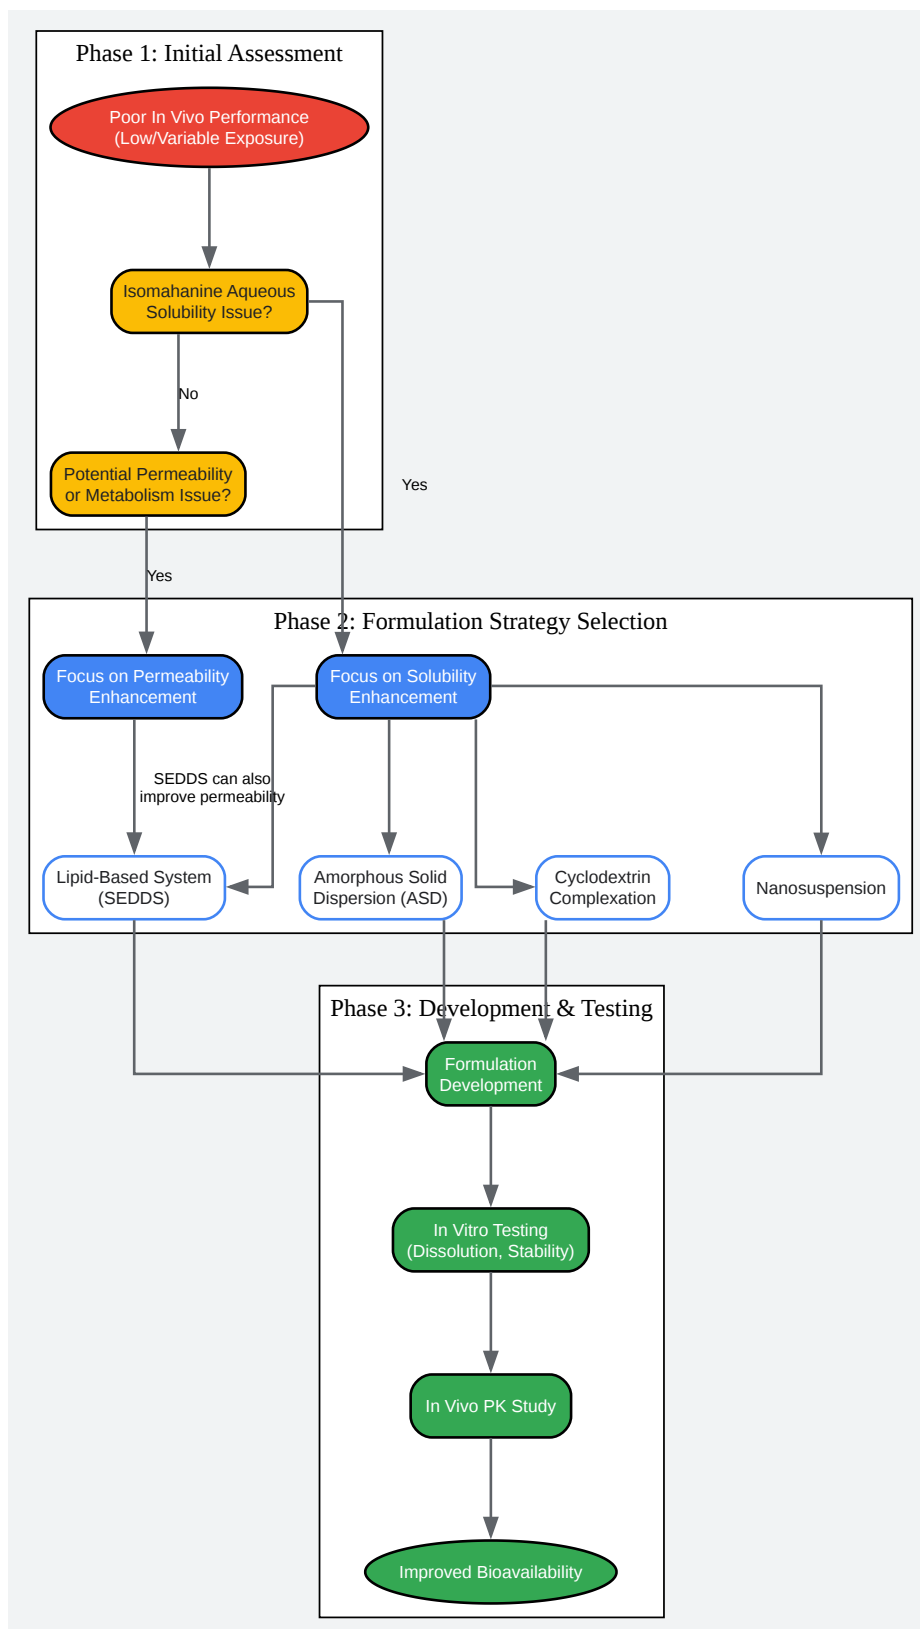 Phase 1: Initial Assessment
Poor In Vivo Performance
(Low/Variable Exposure)
Isomahanine Aqueous
Solubility Issue?
No
Potential Permeability
or Metabolism Issue?
Yes
Yes
Phase 2: Formulation Strategy Selection
Focus on Permeability
Enhancement
Focus on Solubility
Enhancement
SEDDS can also
improve permeability
Lipid-Based System
(SEDDS)
Amorphous Solid
Dispersion (ASD)
Cyclodextrin
Complexation
Nanosuspension
Phase 3: Development & Testing
Formulation
Development
In Vitro Testing
(Dissolution, Stability)
In Vivo PK Study
Improved Bioavailability